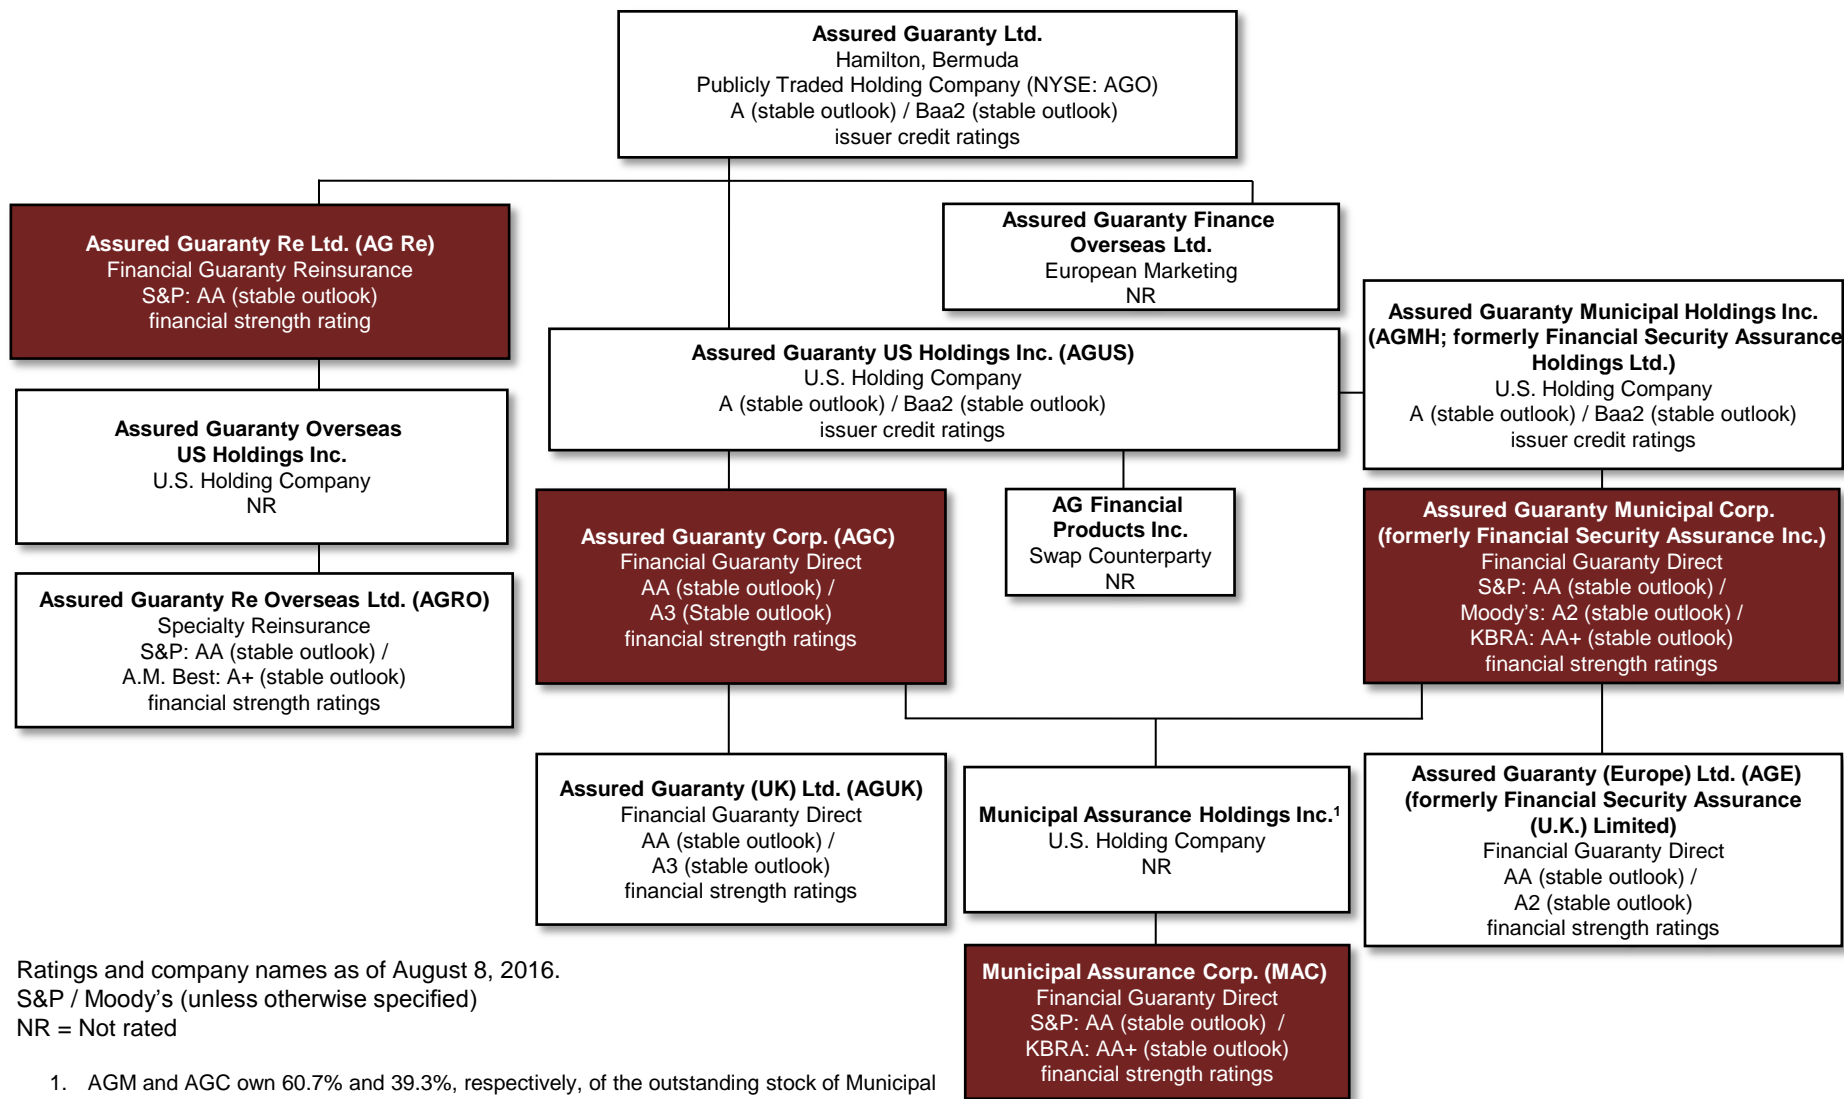 Assured Guaranty Ltd.
Hamilton, Bermuda
Publicly Traded Holding Company (NYSE: AGO)
A (stable outlook) / Baa2 (stable outlook)
issuer credit ratings
Assured Guaranty Re Ltd. (AG Re)
Financial Guaranty Reinsurance
S&P: AA (stable outlook)
financial strength rating
Assured Guaranty Finance
Overseas Ltd.
European Marketing
NR
Assured Guaranty US Holdings Inc. (AGUS)
U.S. Holding Company
A (stable outlook) / Baa2 (stable outlook)
issuer credit ratings
Assured Guaranty Municipal Holdings Inc.
(AGMH; formerly Financial Security Assurance
Holdings Ltd.)
U.S. Holding Company
A (stable outlook) / Baa2 (stable outlook)
issuer credit ratings
Assured Guaranty Overseas
US Holdings Inc.
U.S. Holding Company
NR
Assured Guaranty Corp. (AGC)
Financial Guaranty Direct
AA (stable outlook) /
A3 (Stable outlook)
financial strength ratings
AG Financial
Products Inc.
Swap Counterparty
NR
Assured Guaranty Municipal Corp.
(formerly Financial Security Assurance Inc.)
Financial Guaranty Direct
S&P: AA (stable outlook) /
Moody's: A2 (stable outlook) /
KBRA: AA+ (stable outlook)
financial strength ratings
Assured Guaranty Re Overseas Ltd. (AGRO)
Specialty Reinsurance
S&P: AA (stable outlook) /
A.M. Best: A+ (stable outlook)
financial strength ratings
Assured Guaranty (UK) Ltd. (AGUK)
Financial Guaranty Direct
AA (stable outlook) /
A3 (stable outlook)
financial strength ratings
Municipal Assurance Holdings Inc.¹
U.S. Holding Company
NR
Assured Guaranty (Europe) Ltd. (AGE)
(formerly Financial Security Assurance
(U.K.) Limited)
Financial Guaranty Direct
AA (stable outlook) /
A2 (stable outlook)
financial strength ratings
Municipal Assurance Corp. (MAC)
Financial Guaranty Direct
S&P: AA (stable outlook) /
KBRA: AA+ (stable outlook)
financial strength ratings
Ratings and company names as of August 8, 2016.
S&P / Moody's (unless otherwise specified)
NR = Not rated
1. AGM and AGC own 60.7% and 39.3%, respectively, of the outstanding stock of Municipal